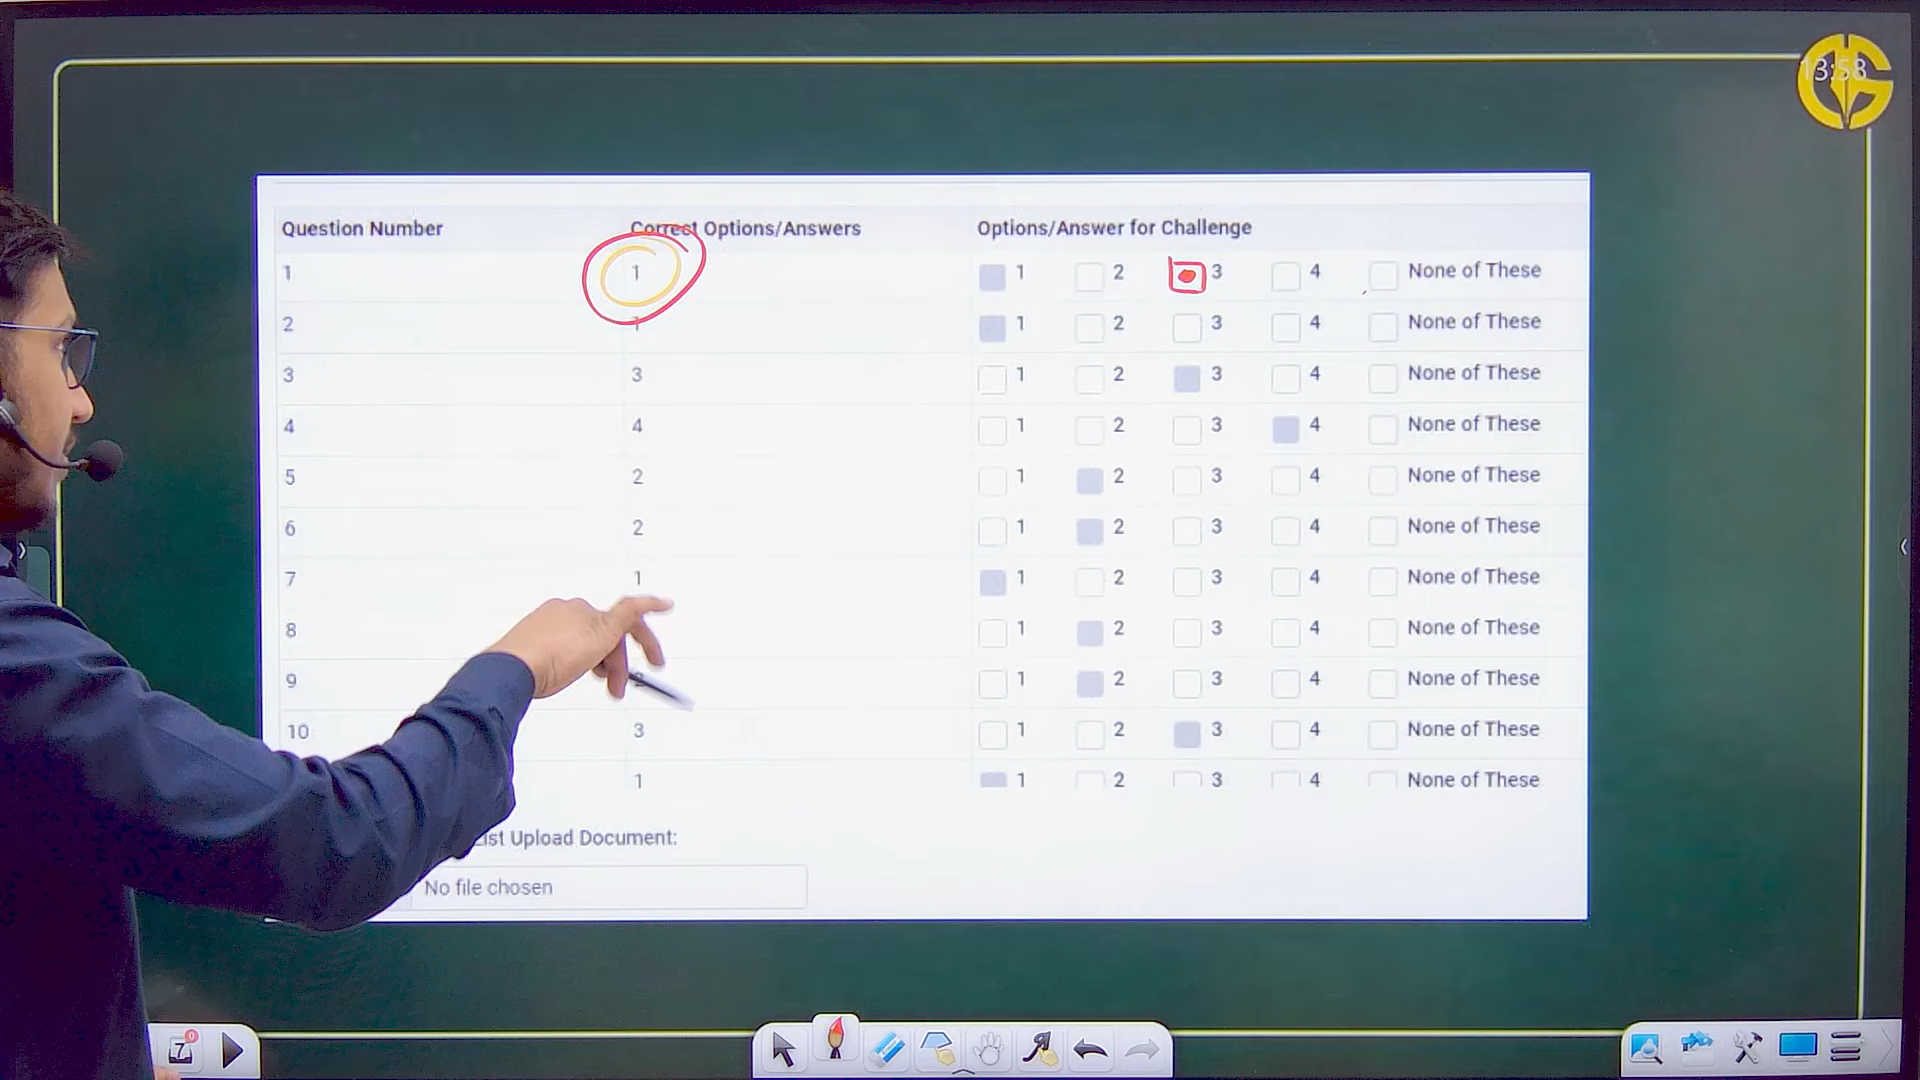 13:58
Question Number Correct Options/Answers Options/Answer for Challenge
1 1 1 2 3 4 None of These
2 1 1 2 3 4 None of These
3 3 1 2 3 4 None of These
4 4 1 2 3 4 None of These
5 2 1 2 3 4 None of These
6 2 1 2 3 4 None of These
7 1 1 2 3 4 None of These
8 1 2 3 4 None of These
9 1 2 3 4 None of These
10 3 1 2 3 4 None of These
1 1 2 3 4 None of These
List Upload Document:
No file chosen
7 0